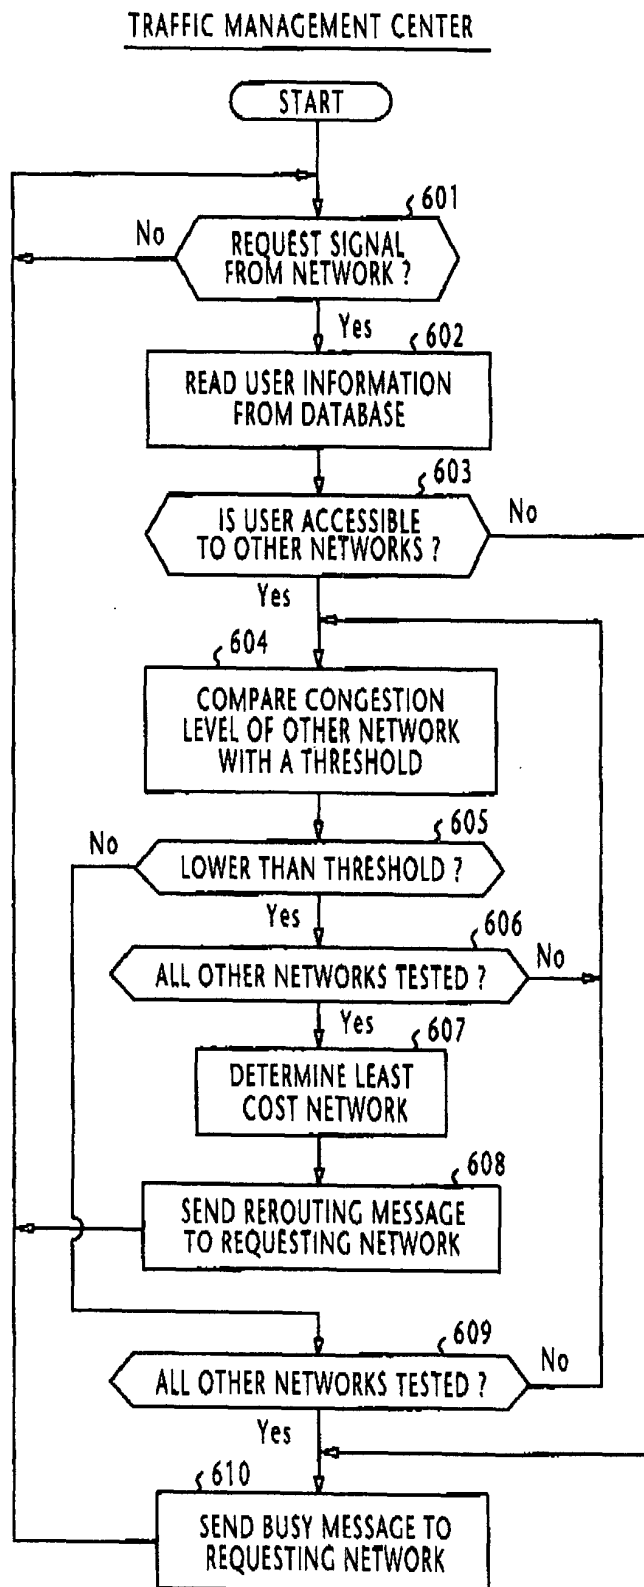 TRAFFIC MANAGEMENT CENTER
START
601
No
REQUEST SIGNAL
FROM NETWORK ?
Yes
602
READ USER INFORMATION
FROM DATABASE
603
IS USER ACCESSIBLE
TO OTHER NETWORKS ?
No
Yes
604
COMPARE CONGESTION
LEVEL OF OTHER NETWORK
WITH A THRESHOLD
605
No
LOWER THAN THRESHOLD ?
Yes
606
ALL OTHER NETWORKS TESTED ?
No
Yes
607
DETERMINE LEAST
COST NETWORK
608
SEND REROUTING MESSAGE
TO REQUESTING NETWORK
609
ALL OTHER NETWORKS TESTED ?
No
Yes
610
SEND BUSY MESSAGE TO
REQUESTING NETWORK